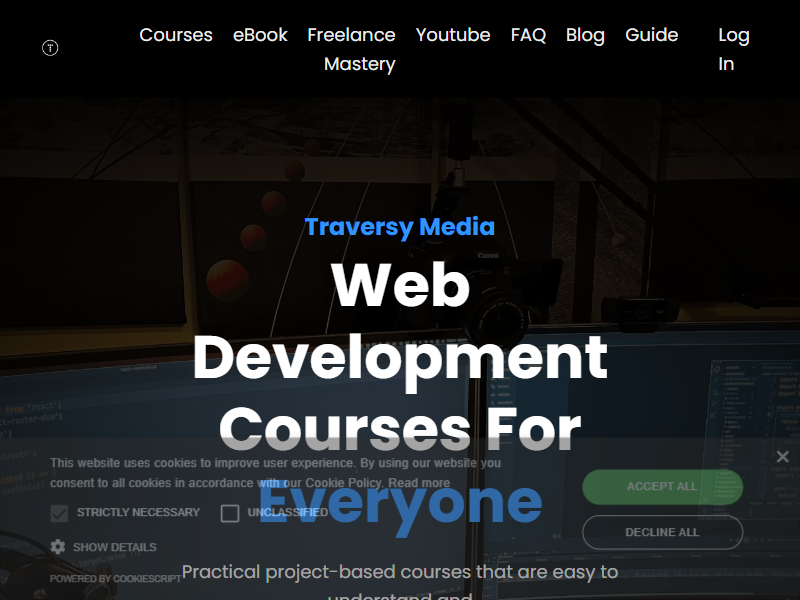 Courses eBook Freelance Mastery Youtube FAQ Blog Guide Log In
T
Traversy Media
Canon
Web
Development
Courses For
Everyone
This website uses cookies to improve user experience. By using our website you
consent to all cookies in accordance with our Cookie Policy. Read more
STRICTLY NECESSARY UNCLASSIFIED
SHOW DETAILS
POWERED BY COOKIESCRIPT
ACCEPT ALL
DECLINE ALL
Practical project-based courses that are easy to
understand and